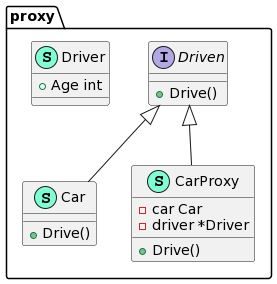 proxy
S Driver
Age int
I Driven
Drive()
S Car
Drive()
S CarProxy
car Car
driver *Driver
Drive()